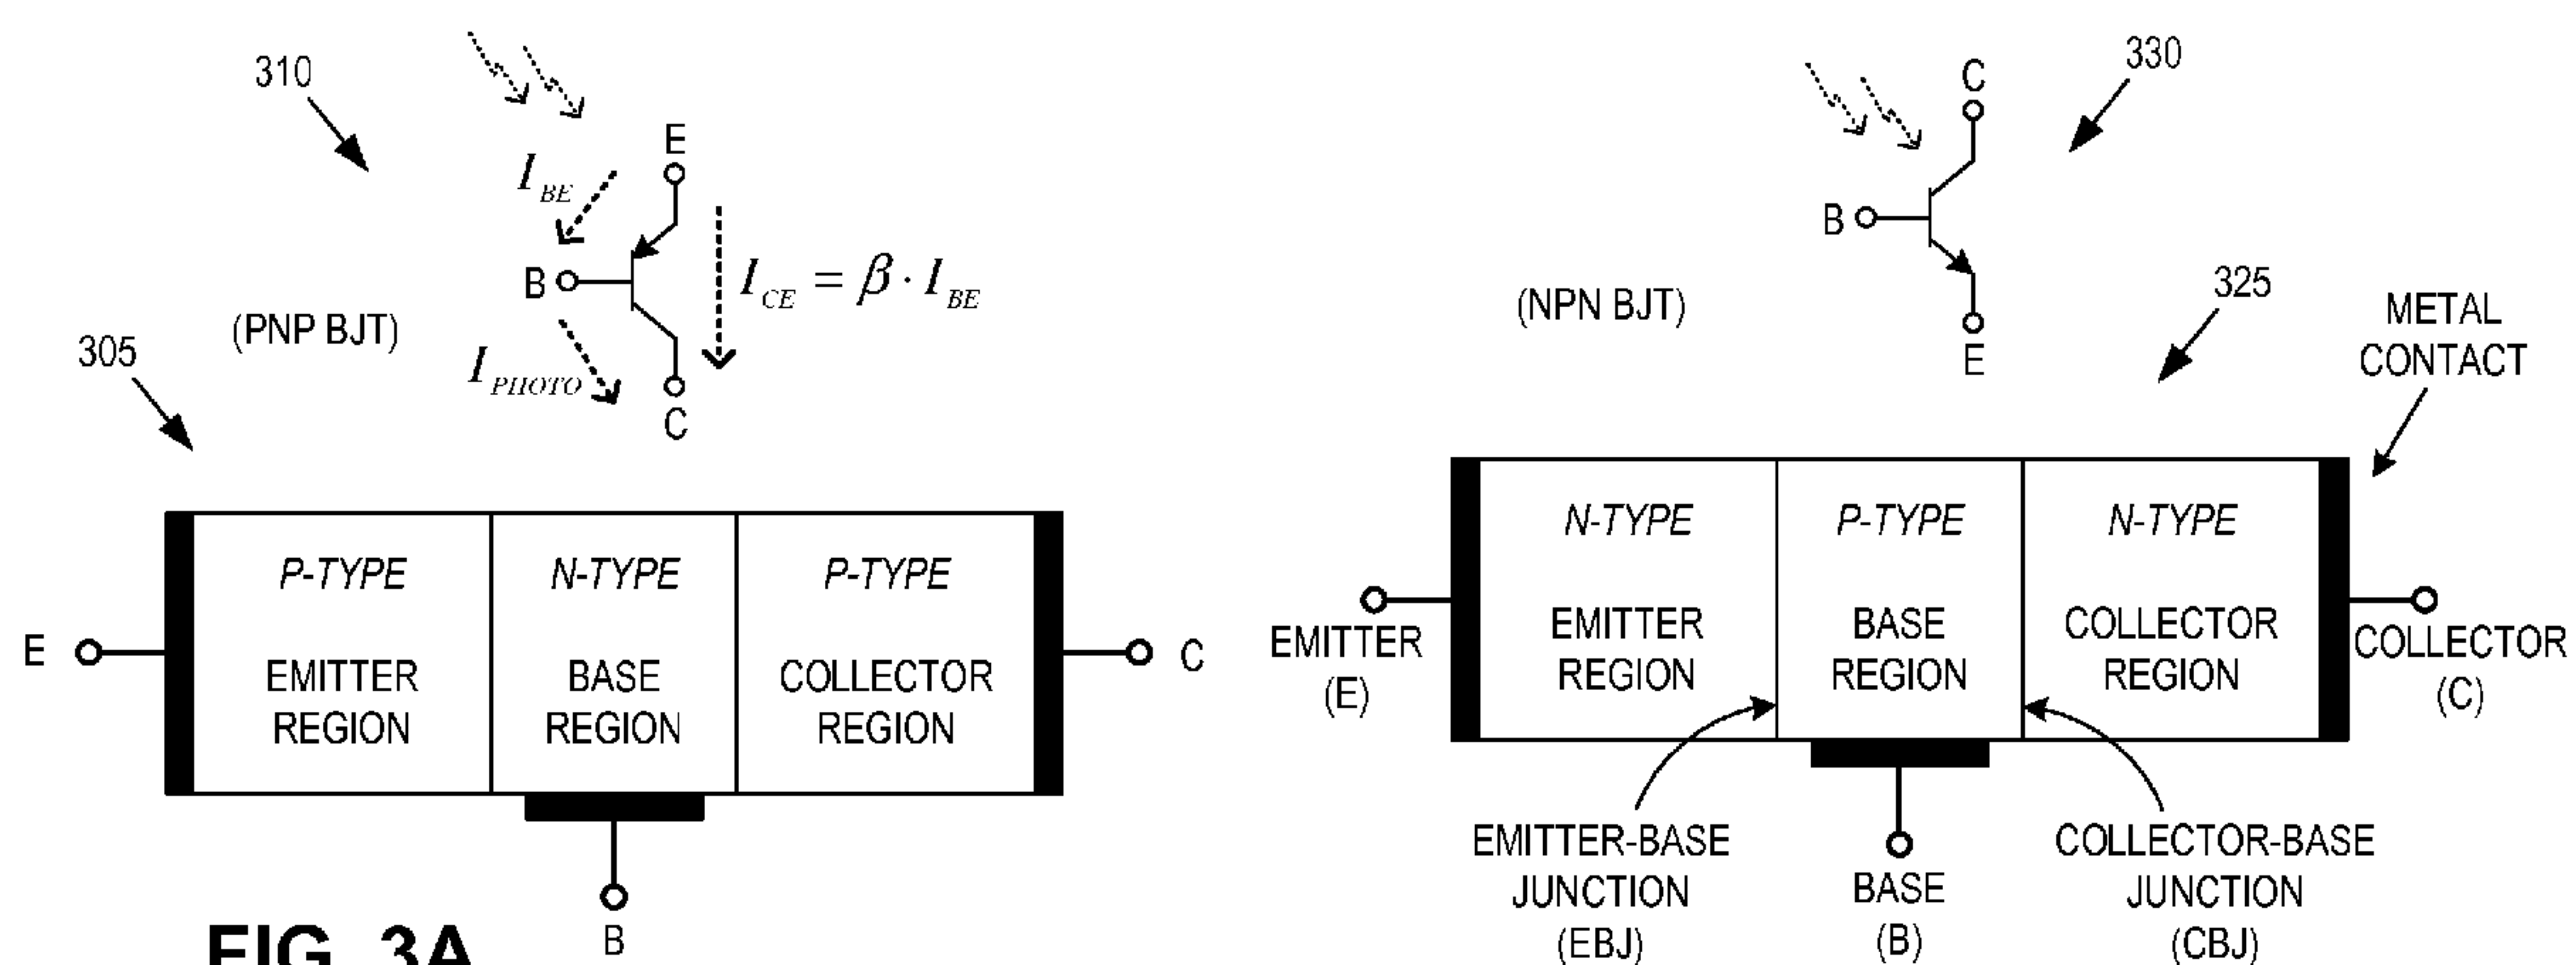 310
E
I_BE
B
I_CE = β · I_BE
(PNP BJT)
I_PHOTO
C
305
P-TYPE
EMITTER
REGION
N-TYPE
BASE
REGION
P-TYPE
COLLECTOR
REGION
E
C
B
FIG. 3A
330
C
B
E
(NPN BJT)
325
METAL
CONTACT
N-TYPE
EMITTER
REGION
P-TYPE
BASE
REGION
N-TYPE
COLLECTOR
REGION
EMITTER
(E)
COLLECTOR
(C)
EMITTER-BASE
JUNCTION
(EBJ)
BASE
(B)
COLLECTOR-BASE
JUNCTION
(CBJ)